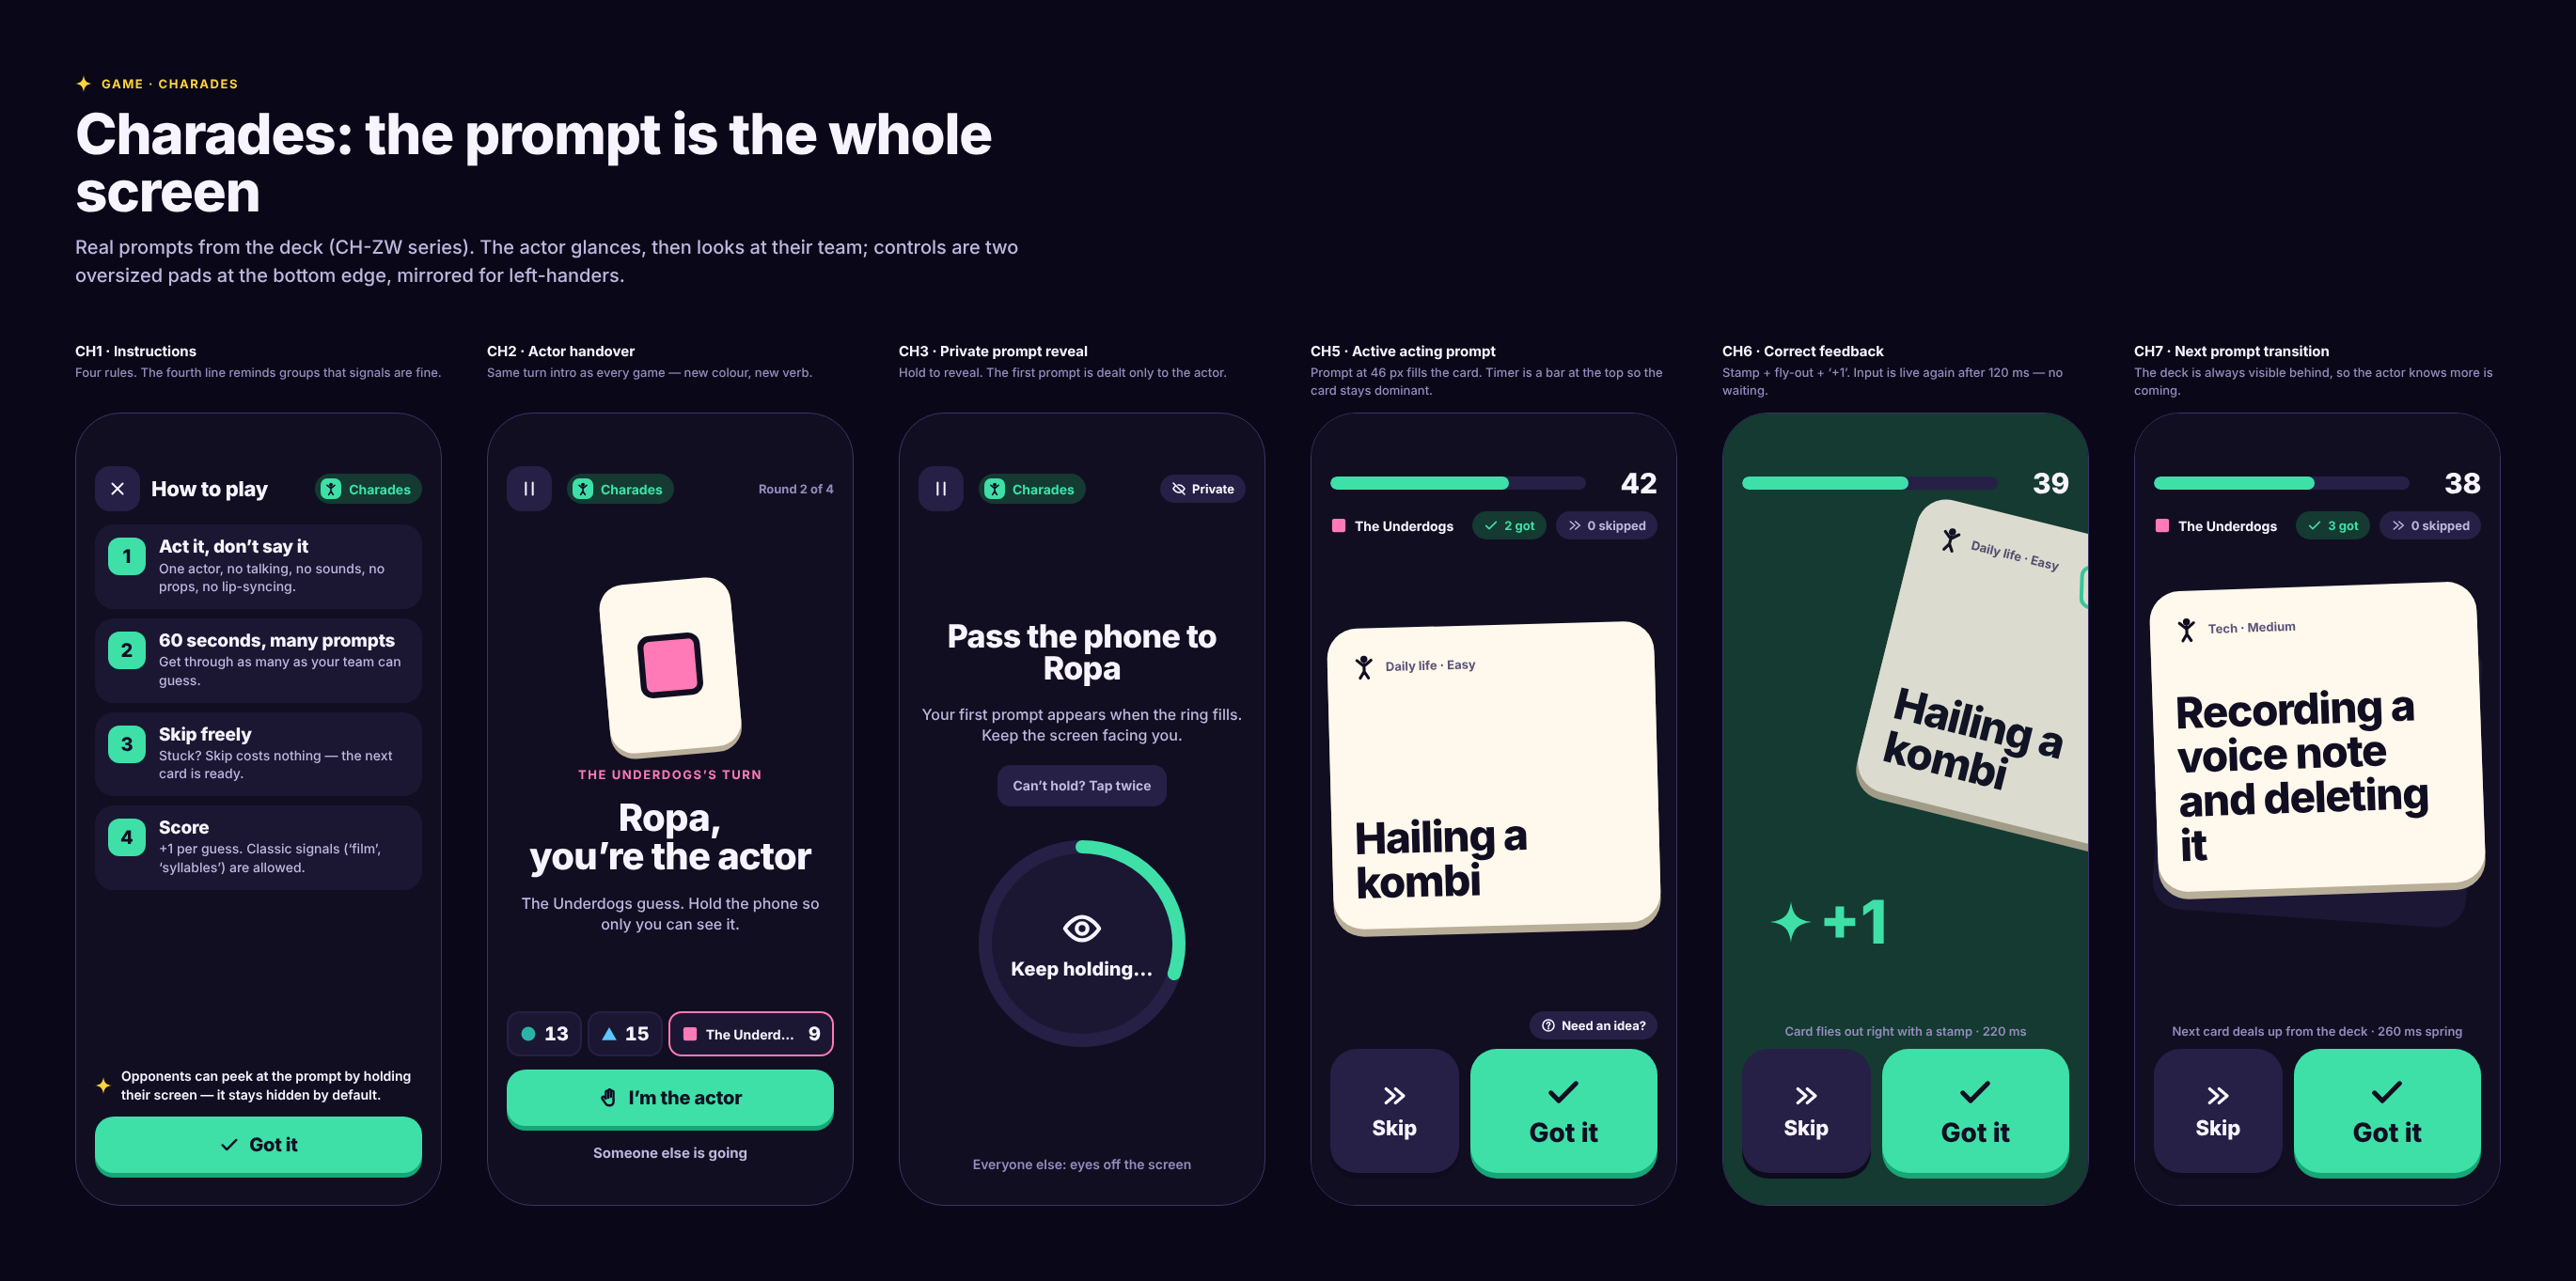 GAME · CHARADES
Charades: the prompt is the whole
screen
Real prompts from the deck (CH-ZW series). The actor glances, then looks at their team; controls are two
oversized pads at the bottom edge, mirrored for left-handers.
CH1 · Instructions
Four rules. The fourth line reminds groups that signals are fine.
How to play
Charades
1
Act it, don’t say it
One actor, no talking, no sounds, no
props, no lip-syncing.
2
60 seconds, many prompts
Get through as many as your team can
guess.
3
Skip freely
Stuck? Skip costs nothing — the next
card is ready.
4
Score
+1 per guess. Classic signals (‘film’,
‘syllables’) are allowed.
Opponents can peek at the prompt by holding
their screen — it stays hidden by default.
Got it
CH2 · Actor handover
Same turn intro as every game — new colour, new verb.
Charades
Round 2 of 4
THE UNDERDOGS’S TURN
Ropa,
you’re the actor
The Underdogs guess. Hold the phone so
only you can see it.
13
15
The Underd...
9
I’m the actor
Someone else is going
CH3 · Private prompt reveal
Hold to reveal. The first prompt is dealt only to the actor.
Charades
Private
Pass the phone to
Ropa
Your first prompt appears when the ring fills.
Keep the screen facing you.
Can’t hold? Tap twice
Keep holding...
Everyone else: eyes off the screen
CH5 · Active acting prompt
Prompt at 46 px fills the card. Timer is a bar at the top so the
card stays dominant.
42
The Underdogs
2 got
0 skipped
Daily life · Easy
Hailing a
kombi
Need an idea?
Skip
Got it
CH6 · Correct feedback
Stamp + fly-out + ‘+1’. Input is live again after 120 ms — no
waiting.
39
Daily life · Easy
Hailing a
kombi
+1
Card flies out right with a stamp · 220 ms
Skip
Got it
CH7 · Next prompt transition
The deck is always visible behind, so the actor knows more is
coming.
38
The Underdogs
3 got
0 skipped
Tech · Medium
Recording a
voice note
and deleting
it
Next card deals up from the deck · 260 ms spring
Skip
Got it